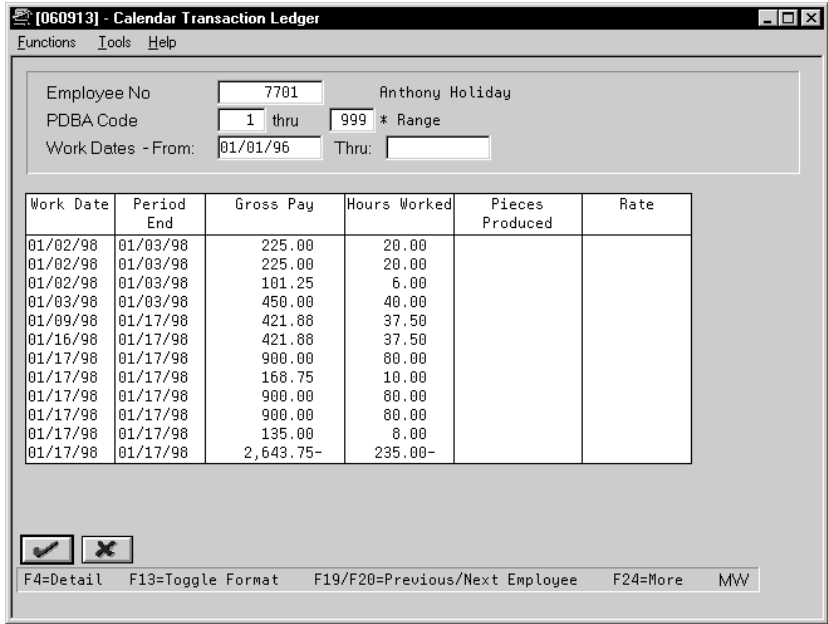 [060913] - Calendar Transaction Ledger
Functions Tools Help
Employee No 7701 Anthony Holiday
PDBA Code 1 thru 999 * Range
Work Dates - From: 01/01/96 Thru:
Work Date Period End Gross Pay Hours Worked Pieces Produced Rate
01/02/98 01/03/98 225.00 20.00
01/02/98 01/03/98 225.00 20.00
01/02/98 01/03/98 101.25 6.00
01/03/98 01/03/98 450.00 40.00
01/09/98 01/17/98 421.88 37.50
01/16/98 01/17/98 421.88 37.50
01/17/98 01/17/98 900.00 80.00
01/17/98 01/17/98 168.75 10.00
01/17/98 01/17/98 900.00 80.00
01/17/98 01/17/98 900.00 80.00
01/17/98 01/17/98 135.00 8.00
01/17/98 01/17/98 2,643.75- 235.00-
F4=Detail F13=Toggle Format F19/F20=Previous/Next Employee F24=More MW